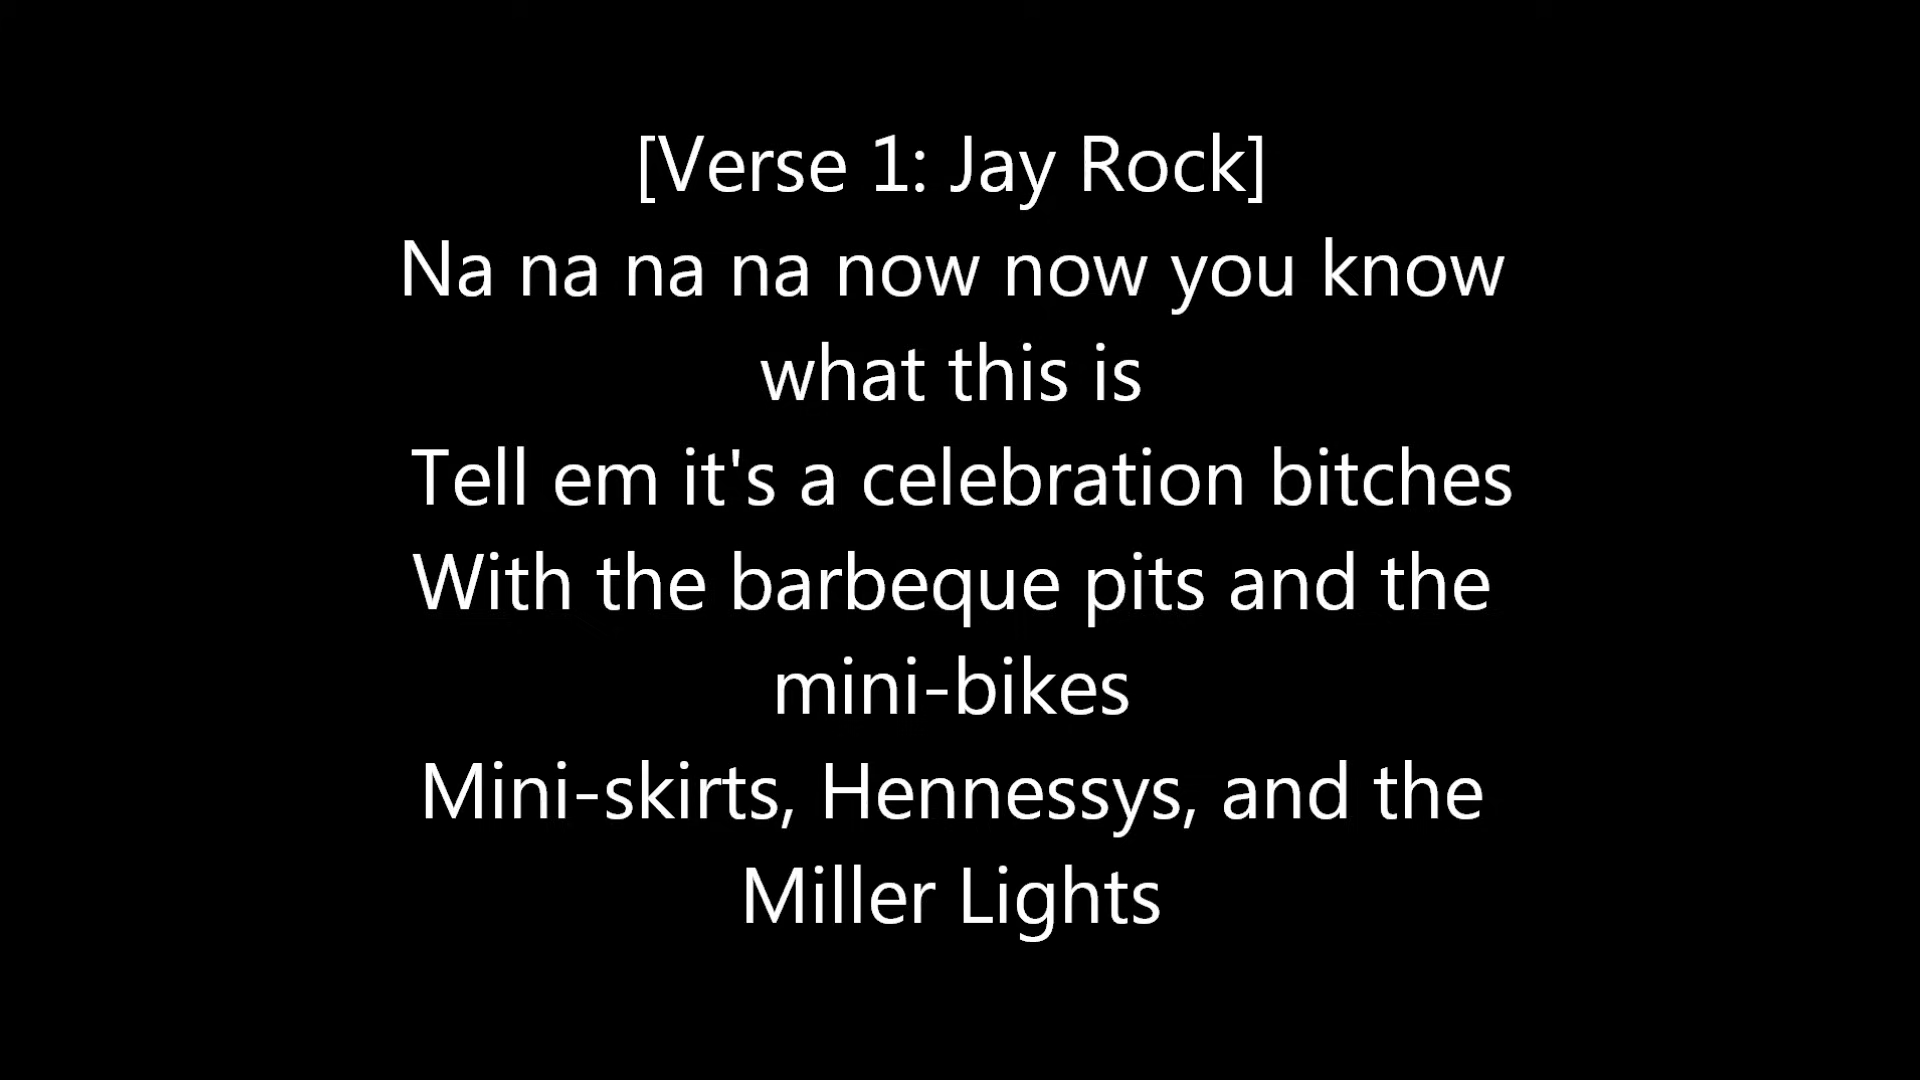 [Verse 1: Jay Rock]
Na na na na now now you know
what this is
Tell em it's a celebration bitches
With the barbeque pits and the
mini-bikes
Mini-skirts, Hennessys, and the
Miller Lights